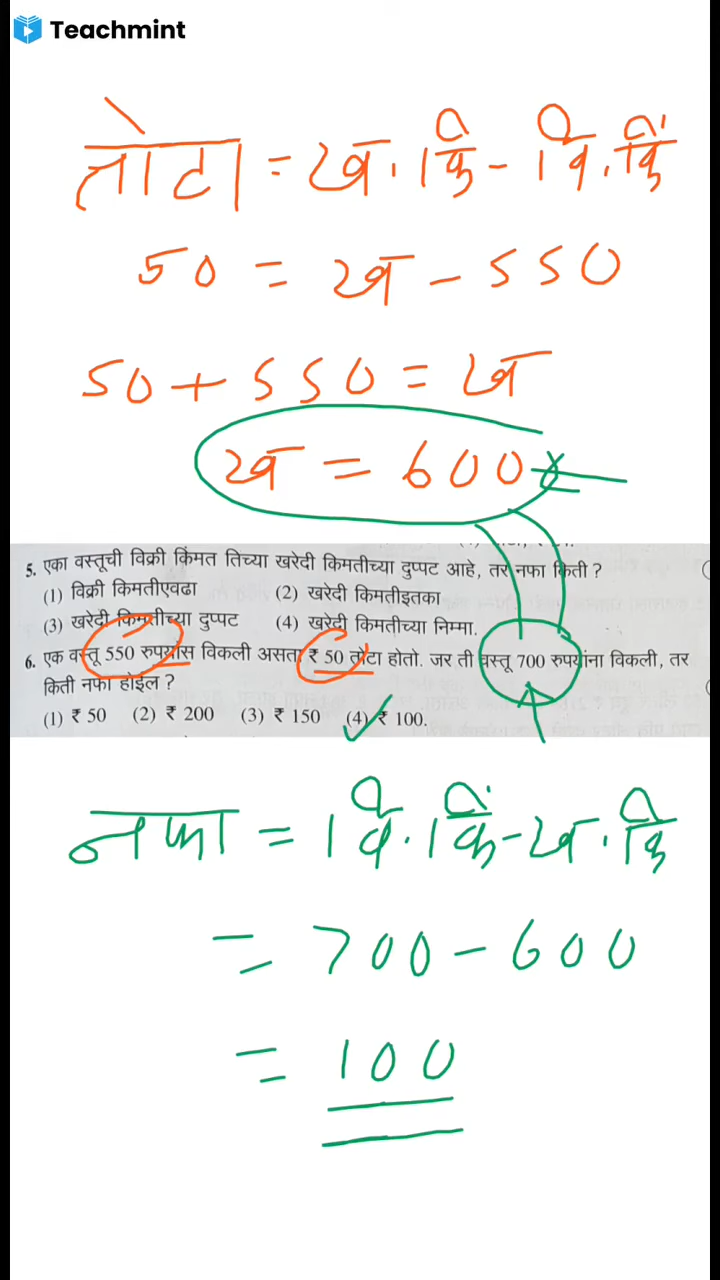 Teachmint
तोटा = ख. किं - वि. किं
50 = ख - 550
50 + 550 = ख
ख = 600
5. एका वस्तूची विक्री किंमत तिच्या खरेदी किमतीच्या दुप्पट आहे, तर नफा किती ?
(1) विक्री किमतीएवढा (2) खरेदी किमतीइतका
(3) खरेदी किमतीच्या दुप्पट (4) खरेदी किमतीच्या निम्मा.
6. एक वस्तू 550 रुपयांस विकली असता ₹ 50 तोटा होतो. जर ती वस्तू 700 रुपयांना विकली, तर
किती नफा होईल ?
(1) ₹ 50 (2) ₹ 200 (3) ₹ 150 (4) ₹ 100.
नफा = वि. किं - ख. किं
= 700 - 600
= 100